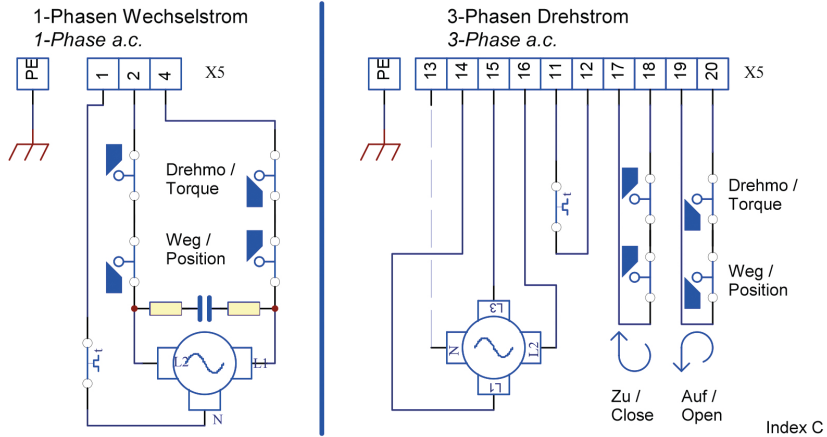 1-Phasen Wechselstrom
1-Phase a.c.
PE
1 2 4
X5
Drehmo /
Torque
Weg /
Position
t
L2
L1
N
3-Phasen Drehstrom
3-Phase a.c.
PE
13 14 15 16 11 12 17 18 19 20
X5
t
Drehmo /
Torque
Weg /
Position
L3
N
L2
L1
Zu /
Close
Auf /
Open
Index C